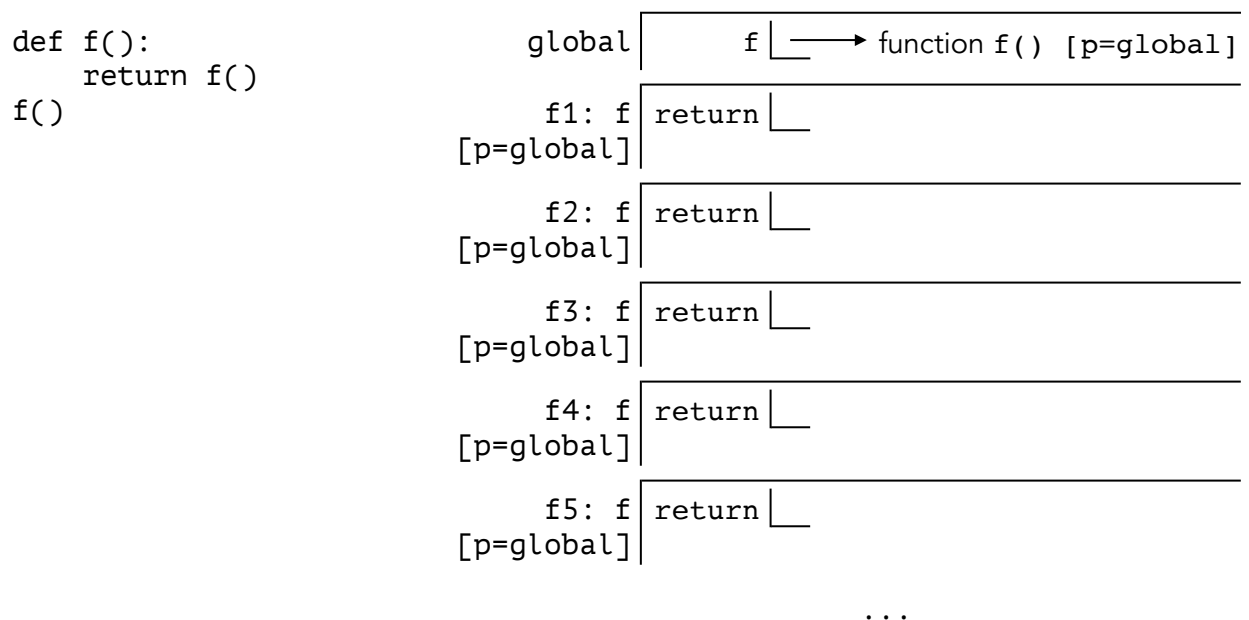 def f():
    return f()
f()
global f function f() [p=global]
f1: f return
[p=global]
f2: f return
[p=global]
f3: f return
[p=global]
f4: f return
[p=global]
f5: f return
[p=global]
...